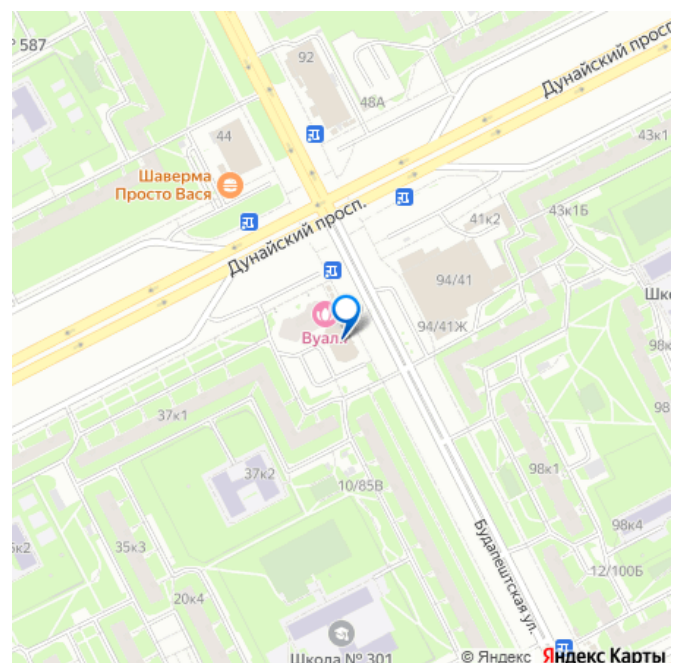 № 587
92
Дунайский просп
48А
44
43к1
Шаверма
Просто Вася
43к1Б
41к2
Дунайский просп.
94/41
Шко
94/41Ж
Вуаль
98к
98
37к1
98к1
37к2
10/85В
98к4
35к3
Будапештская ул.
12/100Б
20к4
Школа № 301
© Яндекс Яндекс Карты